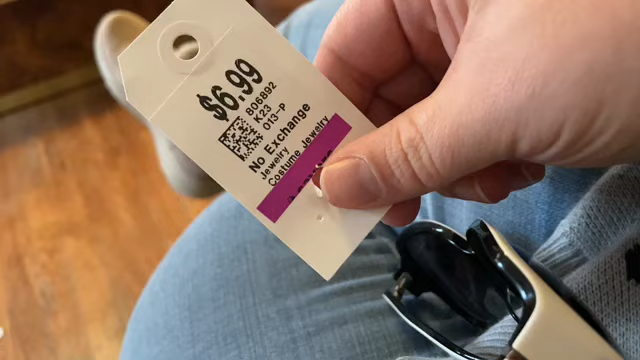 $6.99
806892
K23
013-P
No Exchange
Jewelry
Costume Jewelry